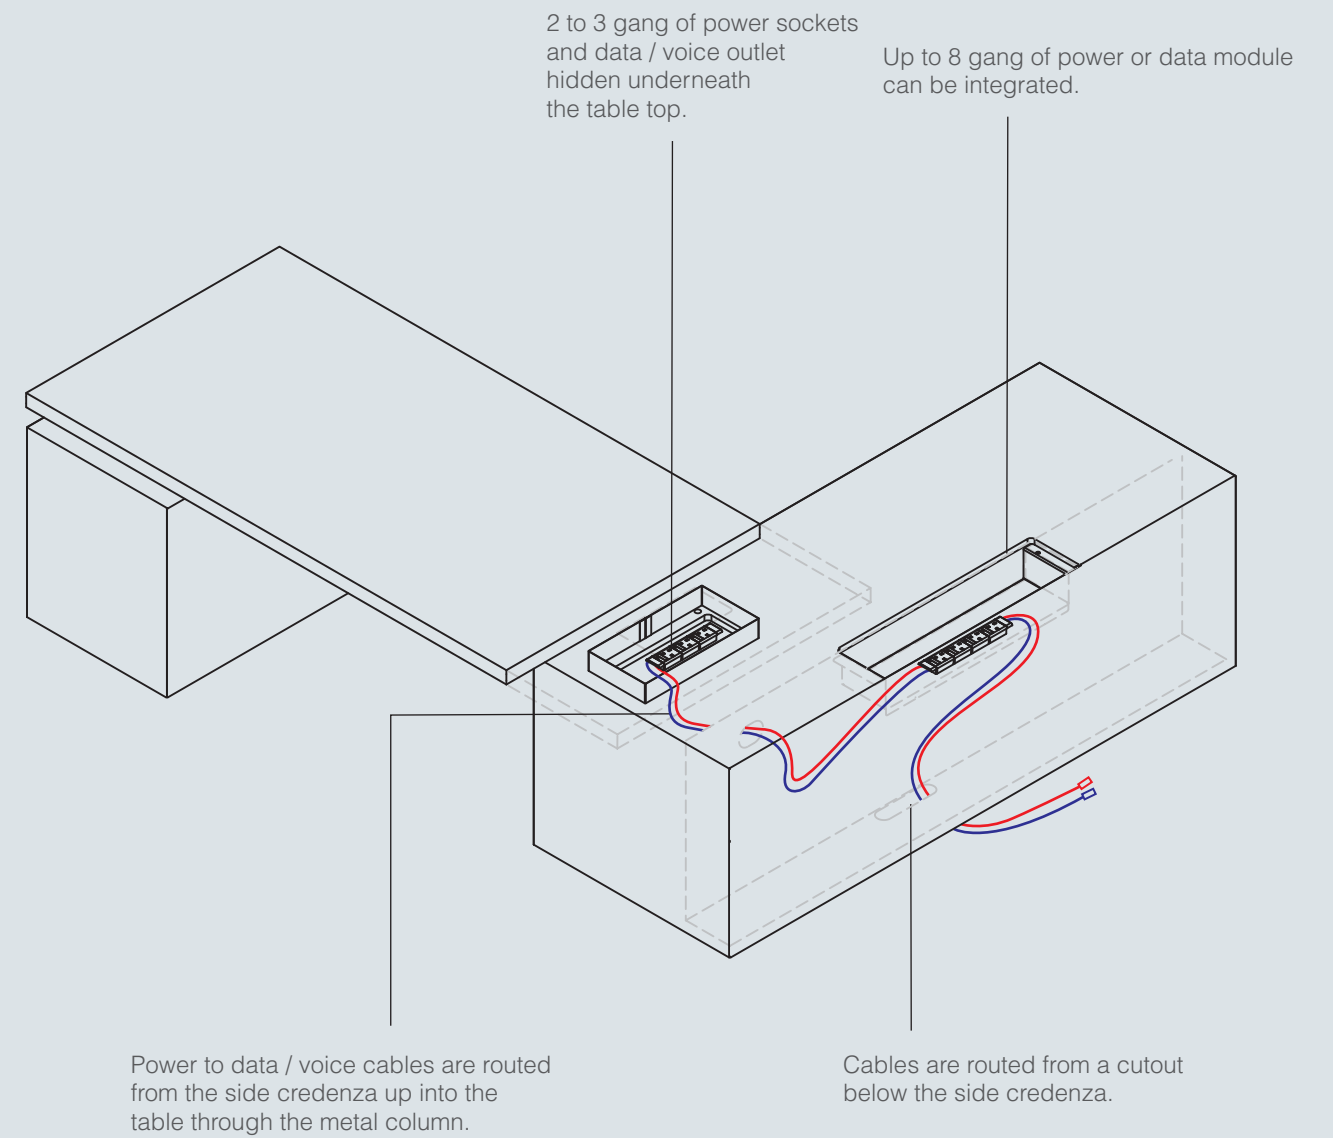 2 to 3 gang of power sockets
and data / voice outlet
hidden underneath
the table top.
Up to 8 gang of power or data module
can be integrated.
Power to data / voice cables are routed
from the side credenza up into the
table through the metal column.
Cables are routed from a cutout
below the side credenza.